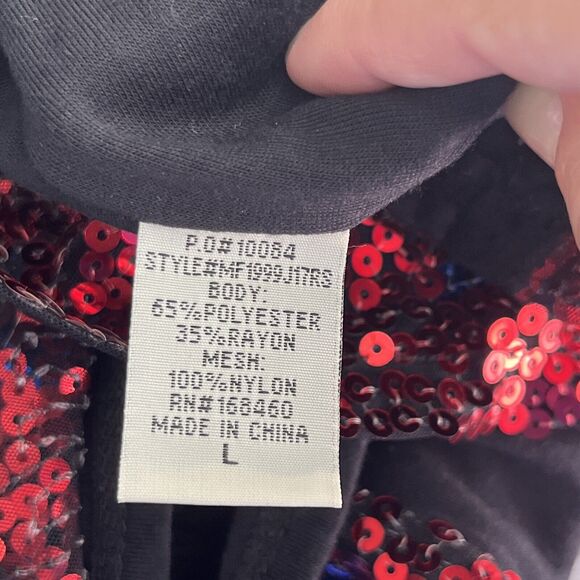 P.O#10084
STYLE#MF1999J17RS
BODY:
65%POLYESTER
35%RAYON
MESH:
100%NYLON
RN#168460
MADE IN CHINA
L